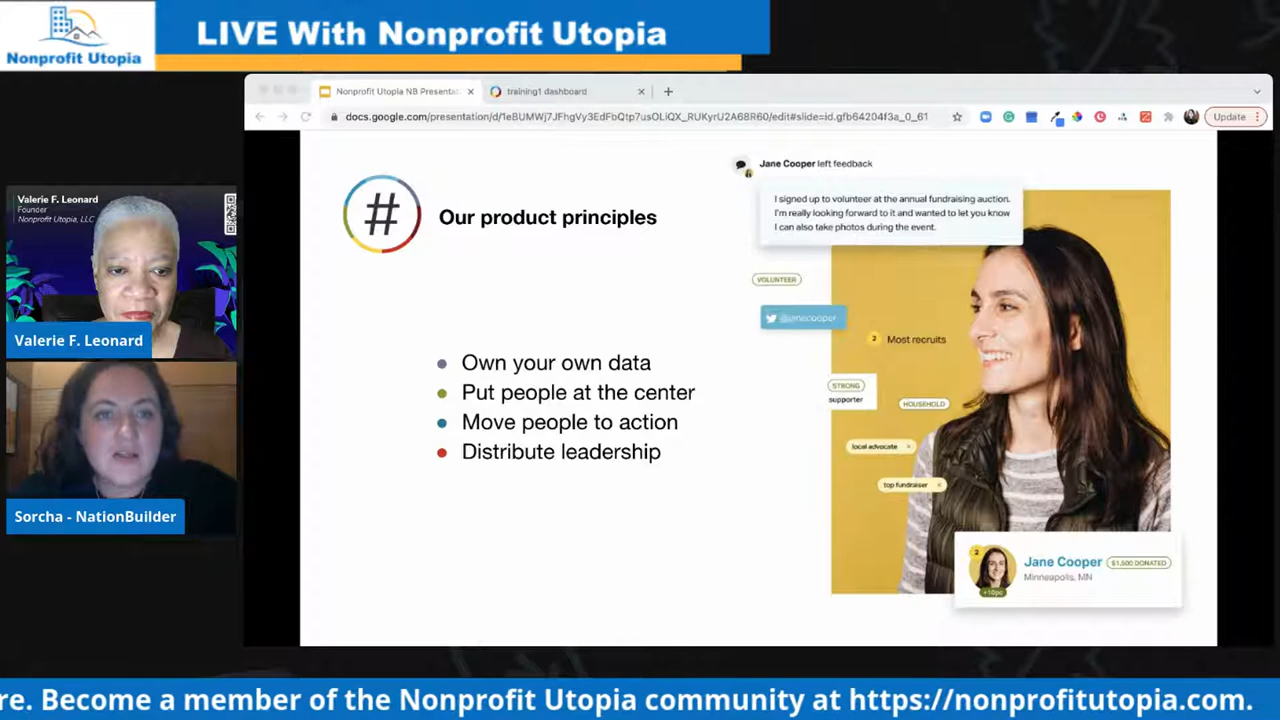 Nonprofit Utopia
LIVE With Nonprofit Utopia
Nonprofit Utopia NB Presentat
training1 dashboard
docs.google.com/presentation/d/1eBUMWj7JFhgVy3EdFbQtp7usOLiQX_RUKyrU2A68R60/edit#slide=id.gfb64204f3a_0_61
Update
Valerie F. Leonard
Founder
Nonprofit Utopia, LLC
Valerie F. Leonard
Sorcha - NationBuilder
#
Our product principles
Own your own data
Put people at the center
Move people to action
Distribute leadership
Jane Cooper left feedback
I signed up to volunteer at the annual fundraising auction.
I'm really looking forward to it and wanted to let you know
I can also take photos during the event.
VOLUNTEER
@janecooper
2 Most recruits
STRONG
supporter
HOUSEHOLD
local advocate ×
top fundraiser ×
2
Jane Cooper $1,500 DONATED
Minneapolis, MN
+10pc
re. Become a member of the Nonprofit Utopia community at https://nonprofitutopia.com.